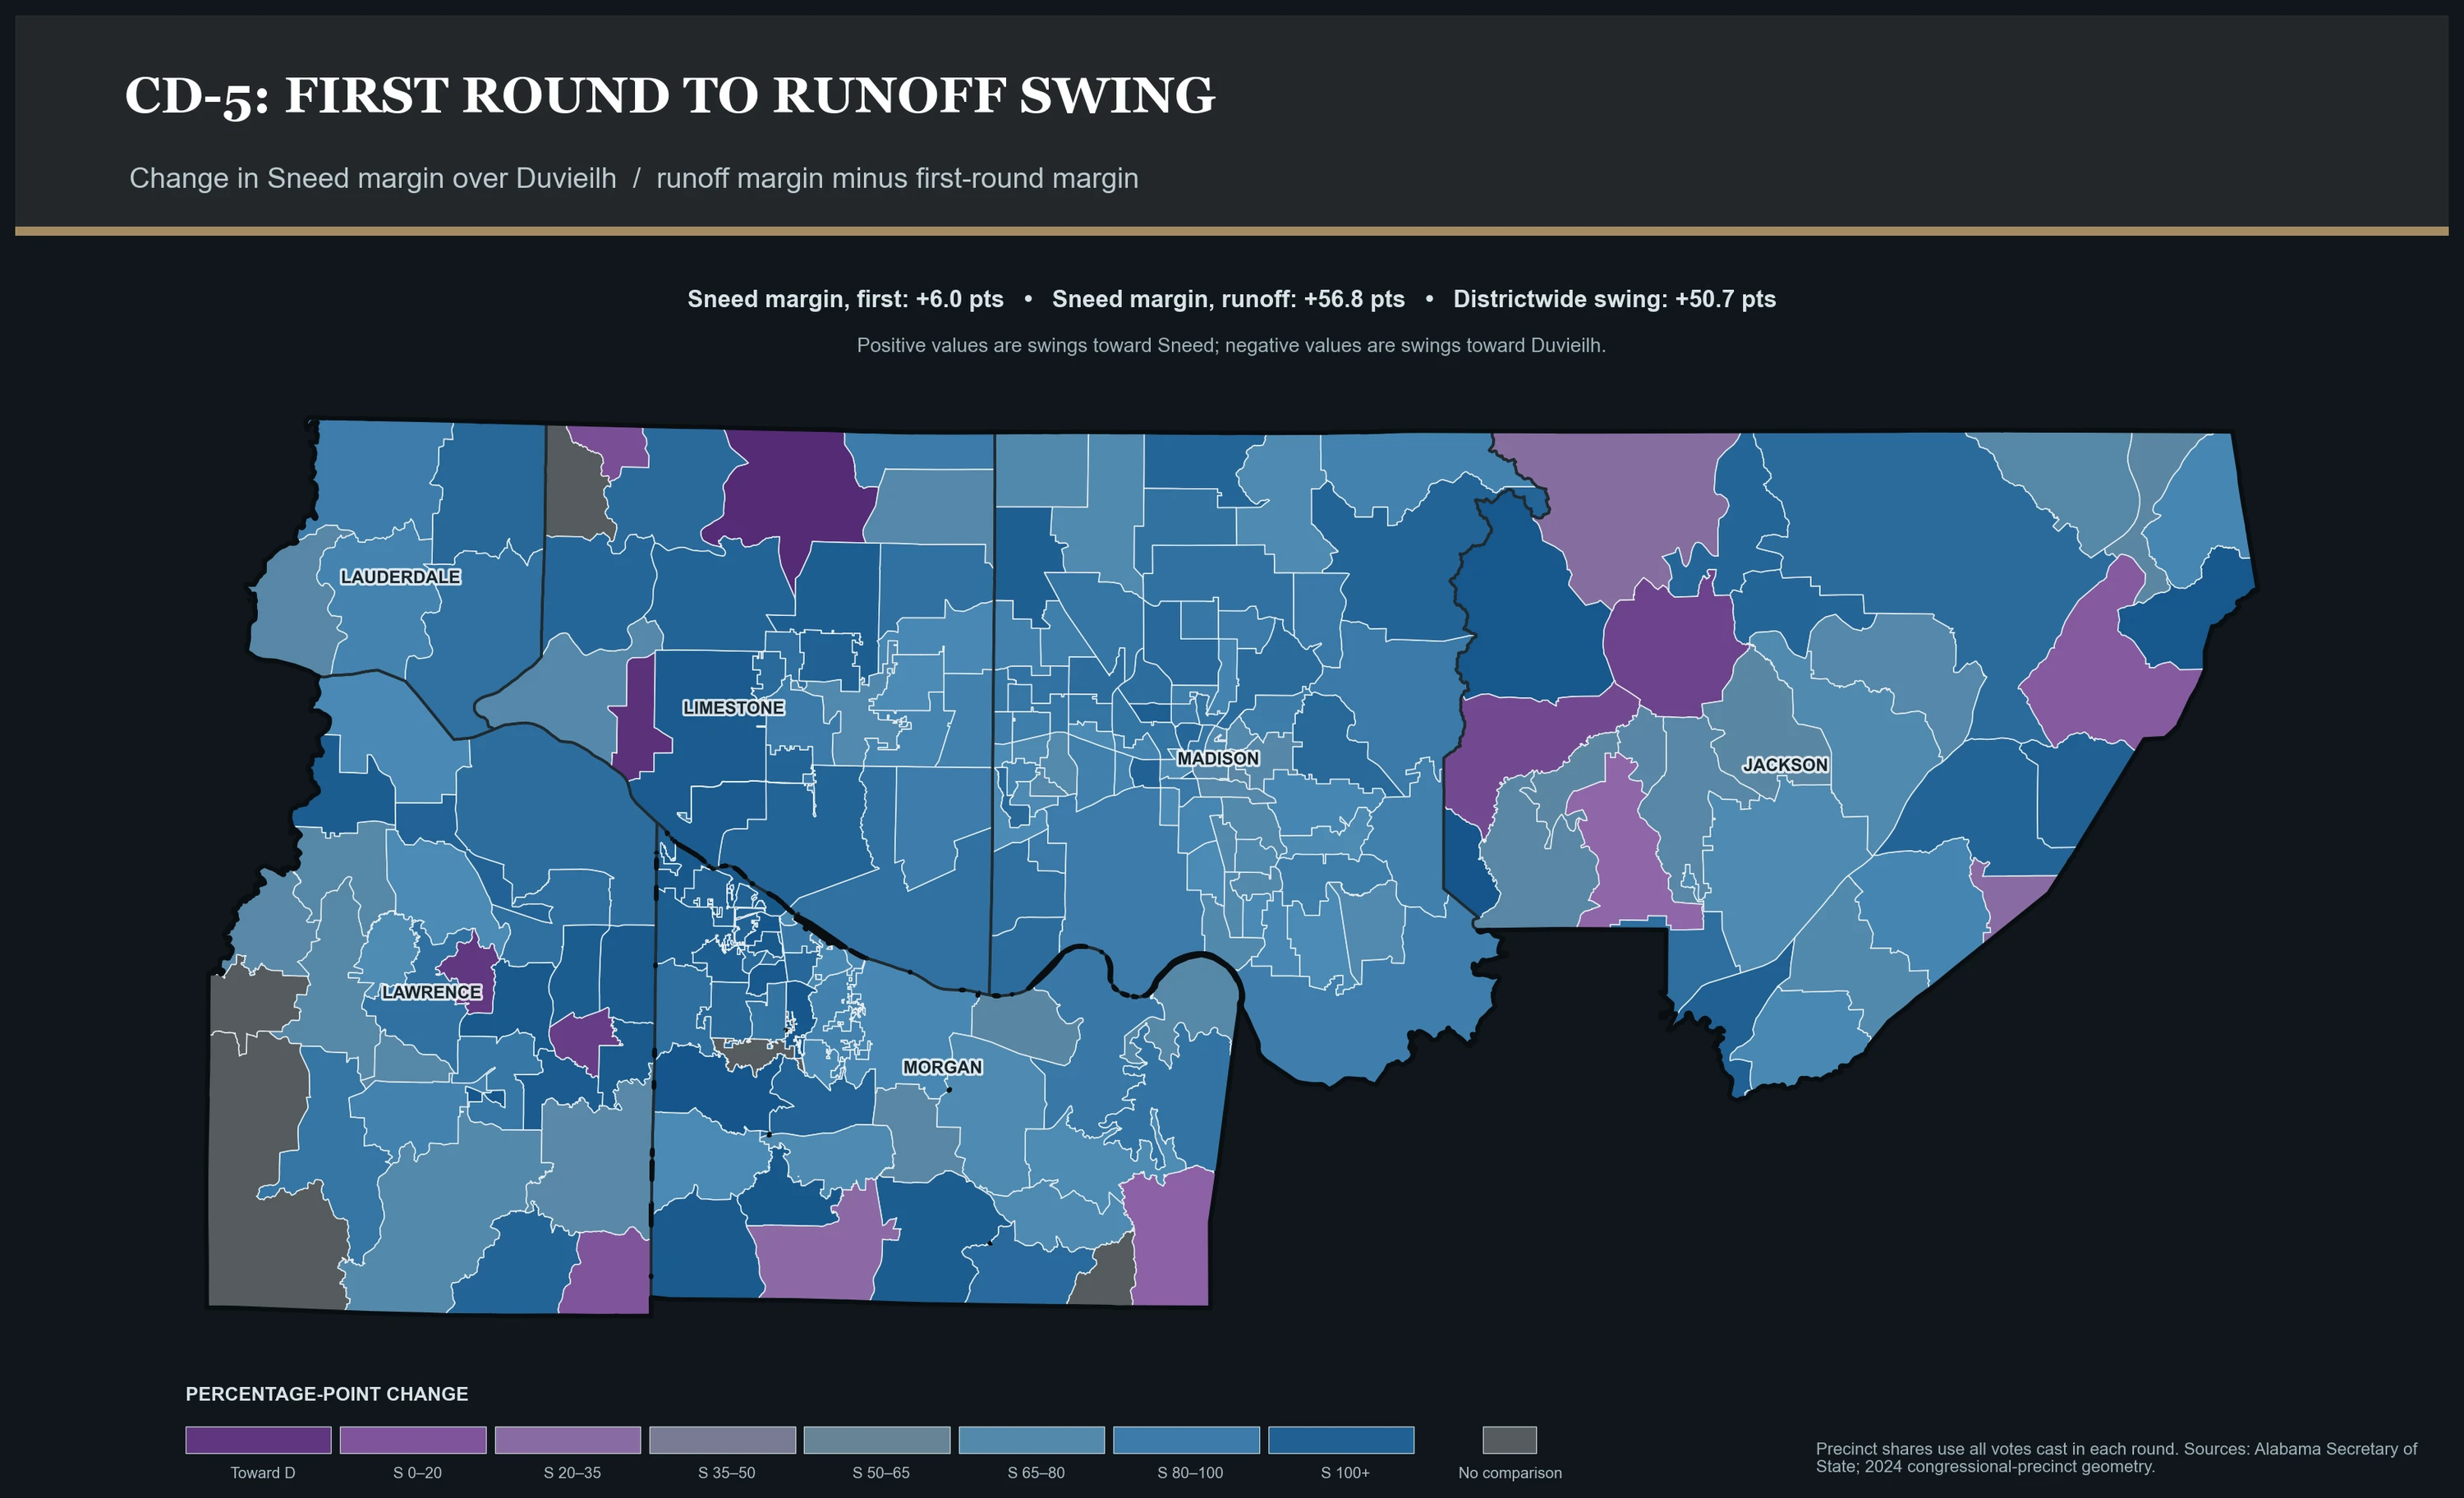 CD-5: FIRST ROUND TO RUNOFF SWING
Change in Sneed margin over Duvieilh / runoff margin minus first-round margin
Sneed margin, first: +6.0 pts • Sneed margin, runoff: +56.8 pts • Districtwide swing: +50.7 pts
Positive values are swings toward Sneed; negative values are swings toward Duvieilh.
LAUDERDALE
LIMESTONE
MADISON
JACKSON
LAWRENCE
MORGAN
PERCENTAGE-POINT CHANGE
Toward D
S 0–20
S 20–35
S 35–50
S 50–65
S 65–80
S 80–100
S 100+
No comparison
Precinct shares use all votes cast in each round. Sources: Alabama Secretary of
State; 2024 congressional-precinct geometry.